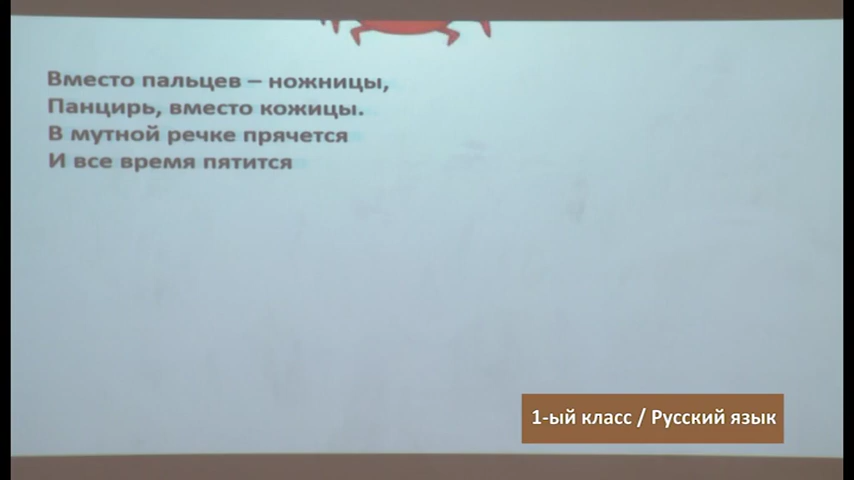 Вместо пальцев – ножницы,
Панцирь, вместо кожицы.
В мутной речке прячется
И все время пятится
1-ый класс / Русский язык